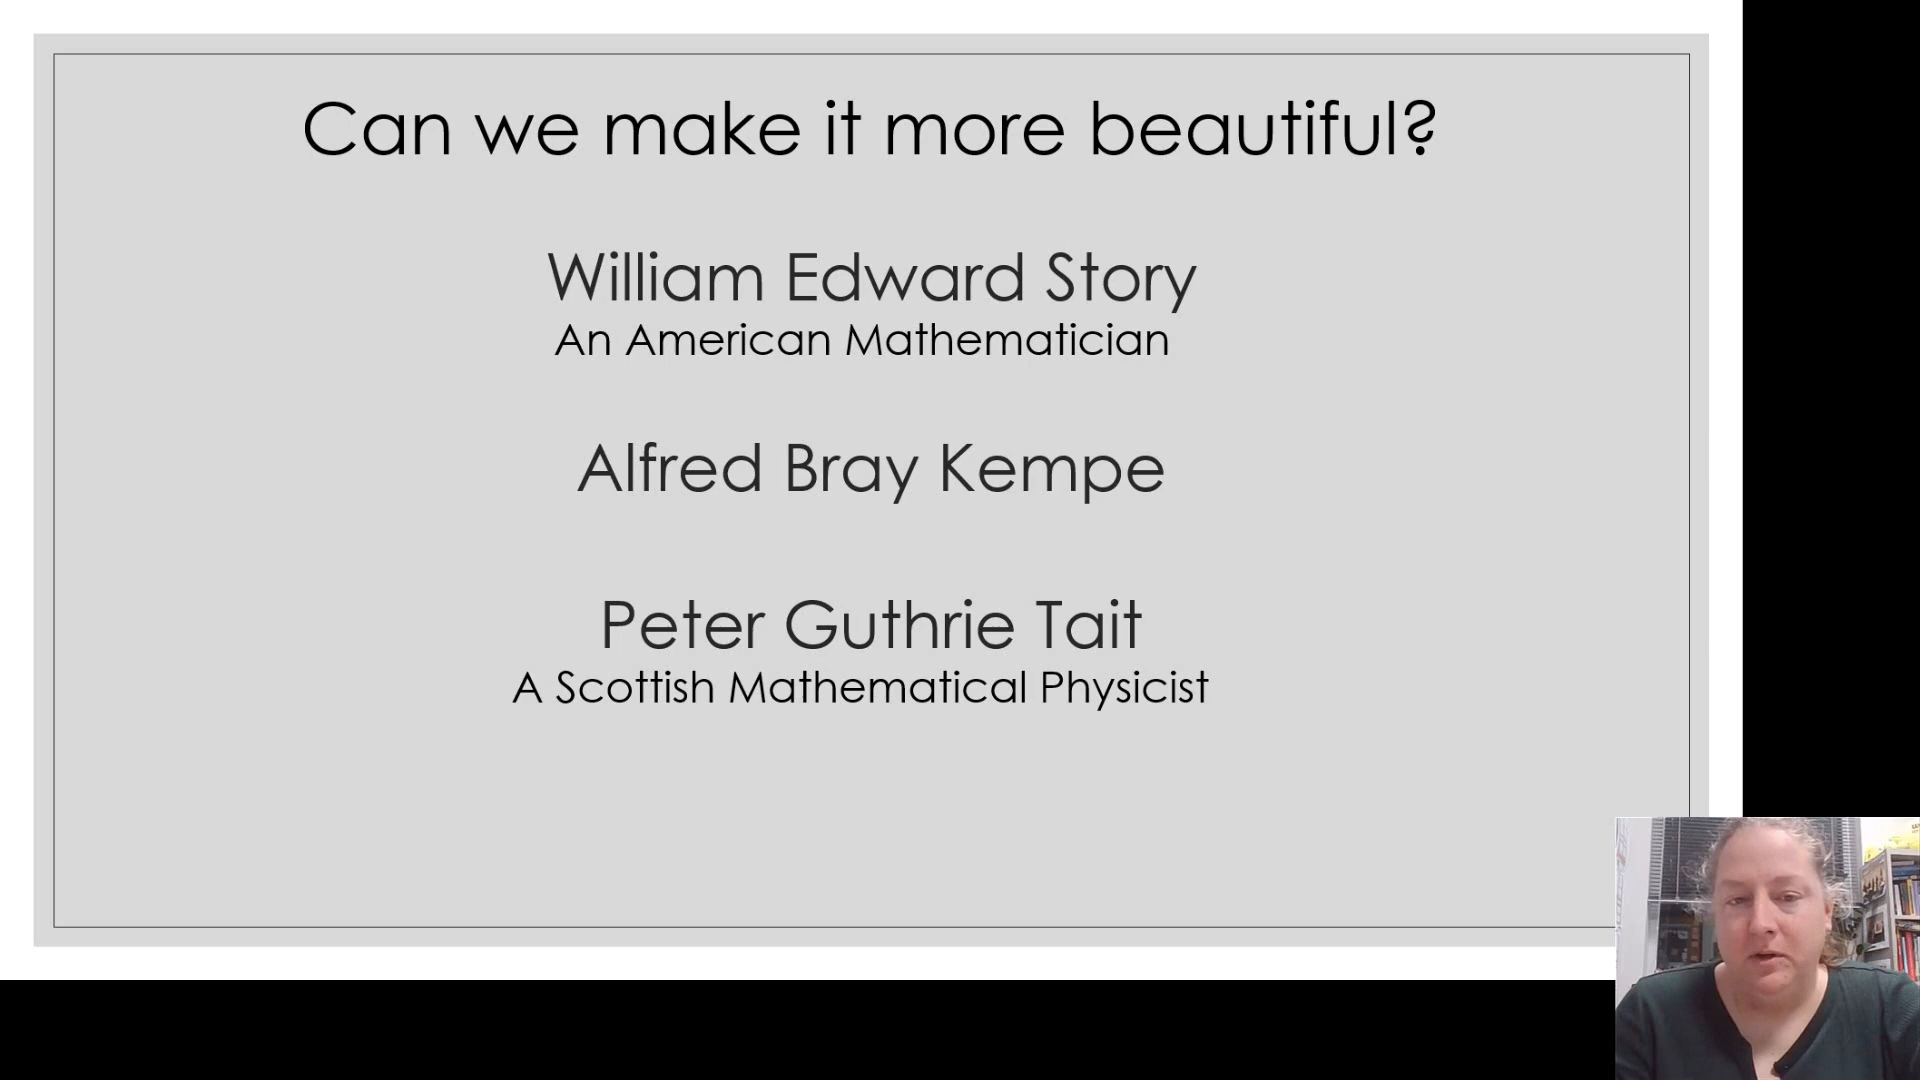 Can we make it more beautiful?
William Edward Story
An American Mathematician
Alfred Bray Kempe
Peter Guthrie Tait
A Scottish Mathematical Physicist